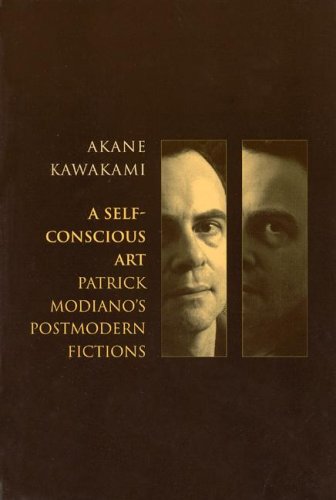 AKANE
KAWAKAMI
A SELF-
CONSCIOUS
ART
PATRICK
MODIANO'S
POSTMODERN
FICTIONS